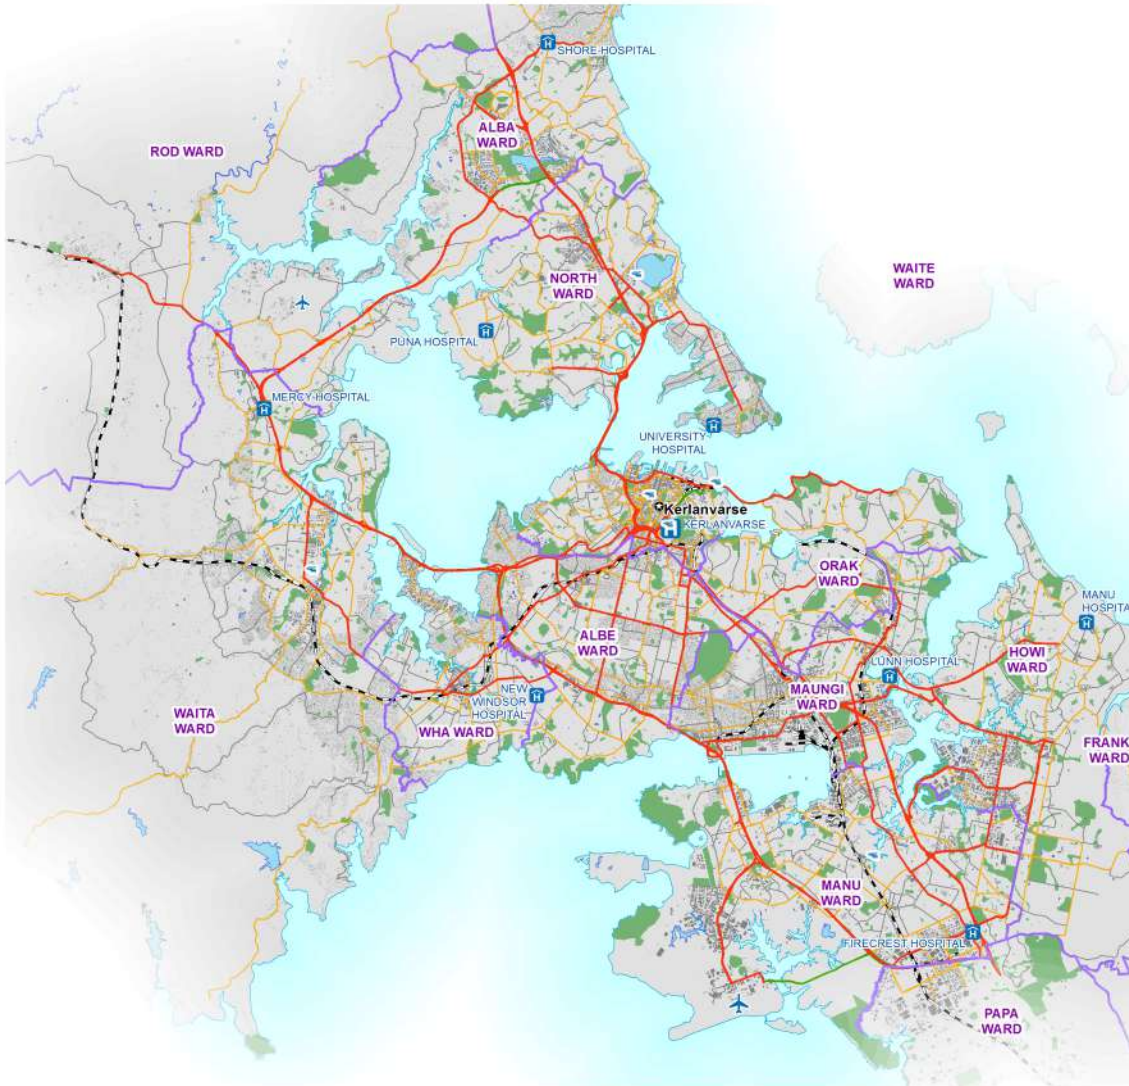 SHORE HOSPITAL
ALBA
WARD
ROD WARD
WAITE
WARD
NORTH
WARD
PUNA HOSPITAL
MERCY HOSPITAL
UNIVERSITY
HOSPITAL
Kerlanvarse
KERLANVARSE
ORAK
WARD
MANU
HOSPITAL
ALBE
WARD
HOWI
WARD
LUNN HOSPITAL
NEW
WINDSOR
HOSPITAL
MAUNGI
WARD
WAITA
WARD
WHA WARD
FRANK
WARD
MANU
WARD
FIRECREST HOSPITAL
PAPA
WARD